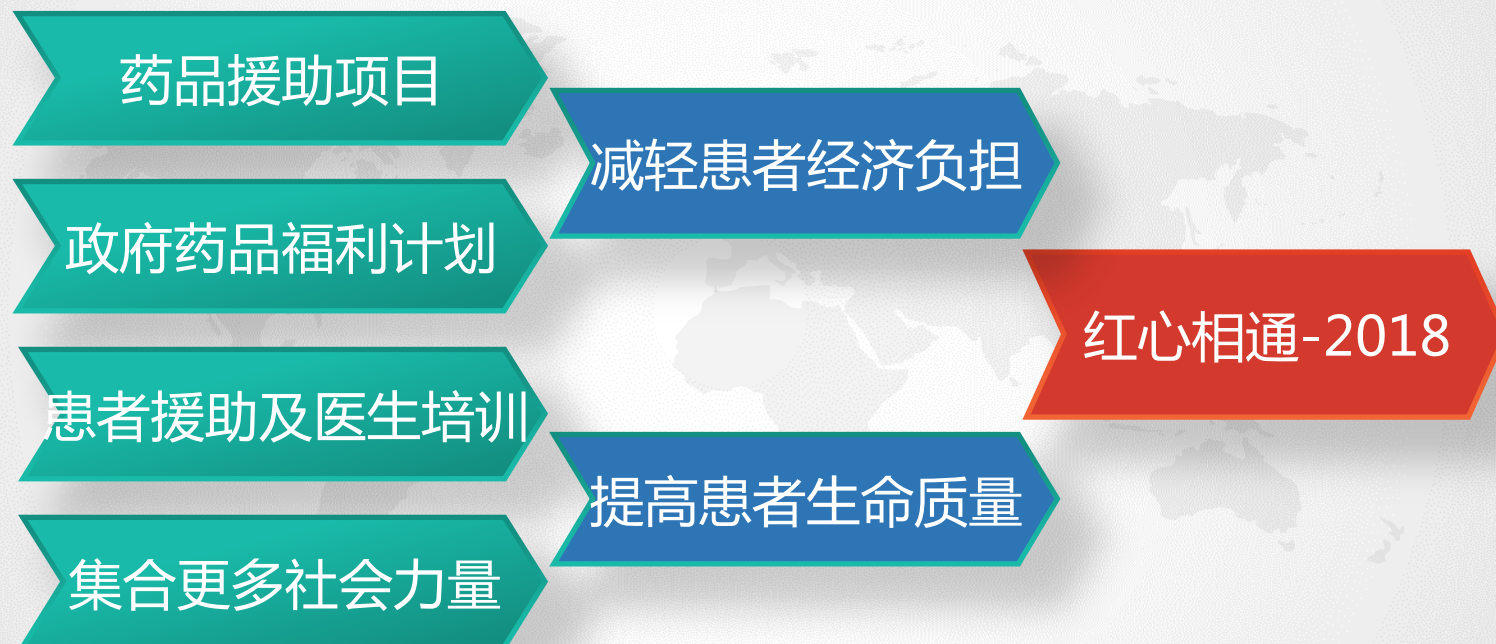 药品援助项目
政府药品福利计划
患者援助及医生培训
集合更多社会力量
减轻患者经济负担
提高患者生命质量
红心相通-2018